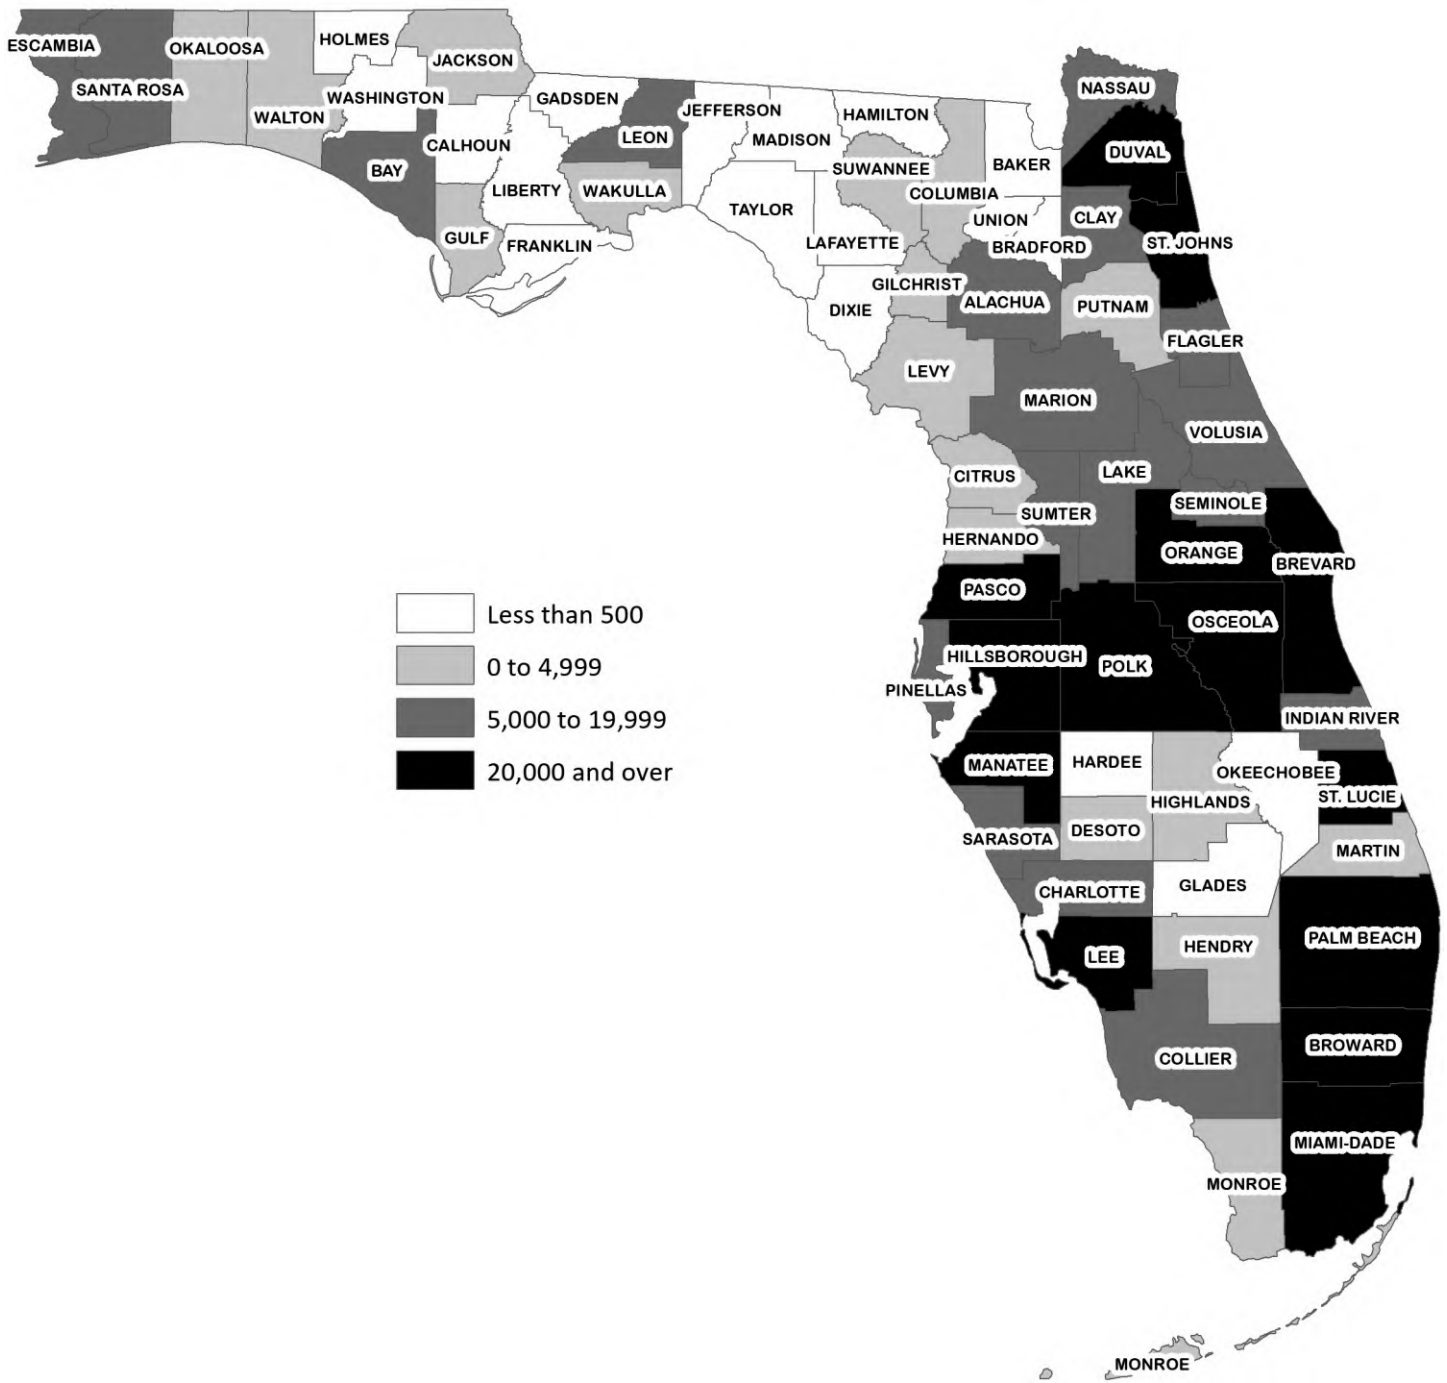 HOLMES
ESCAMBIA
OKALOOSA
JACKSON
SANTA ROSA
WASHINGTON
WALTON
GADSDEN
NASSAU
JEFFERSON
HAMILTON
LEON
MADISON
CALHOUN
DUVAL
BAKER
BAY
SUWANNEE
LIBERTY
WAKULLA
COLUMBIA
TAYLOR
UNION
CLAY
GULF
FRANKLIN
LAFAYETTE
BRADFORD
ST. JOHNS
GILCHRIST
ALACHUA
DIXIE
PUTNAM
FLAGLER
LEVY
MARION
VOLUSIA
CITRUS
LAKE
SEMINOLE
SUMTER
HERNANDO
ORANGE
BREVARD
PASCO
Less than 500
OSCEOLA
HILLSBOROUGH
POLK
0 to 4,999
PINELLAS
5,000 to 19,999
INDIAN RIVER
MANATEE
HARDEE
20,000 and over
OKEECHOBEE
ST. LUCIE
HIGHLANDS
DESOTO
SARASOTA
MARTIN
GLADES
CHARLOTTE
PALM BEACH
HENDRY
LEE
BROWARD
COLLIER
MIAMI-DADE
MONROE
MONROE